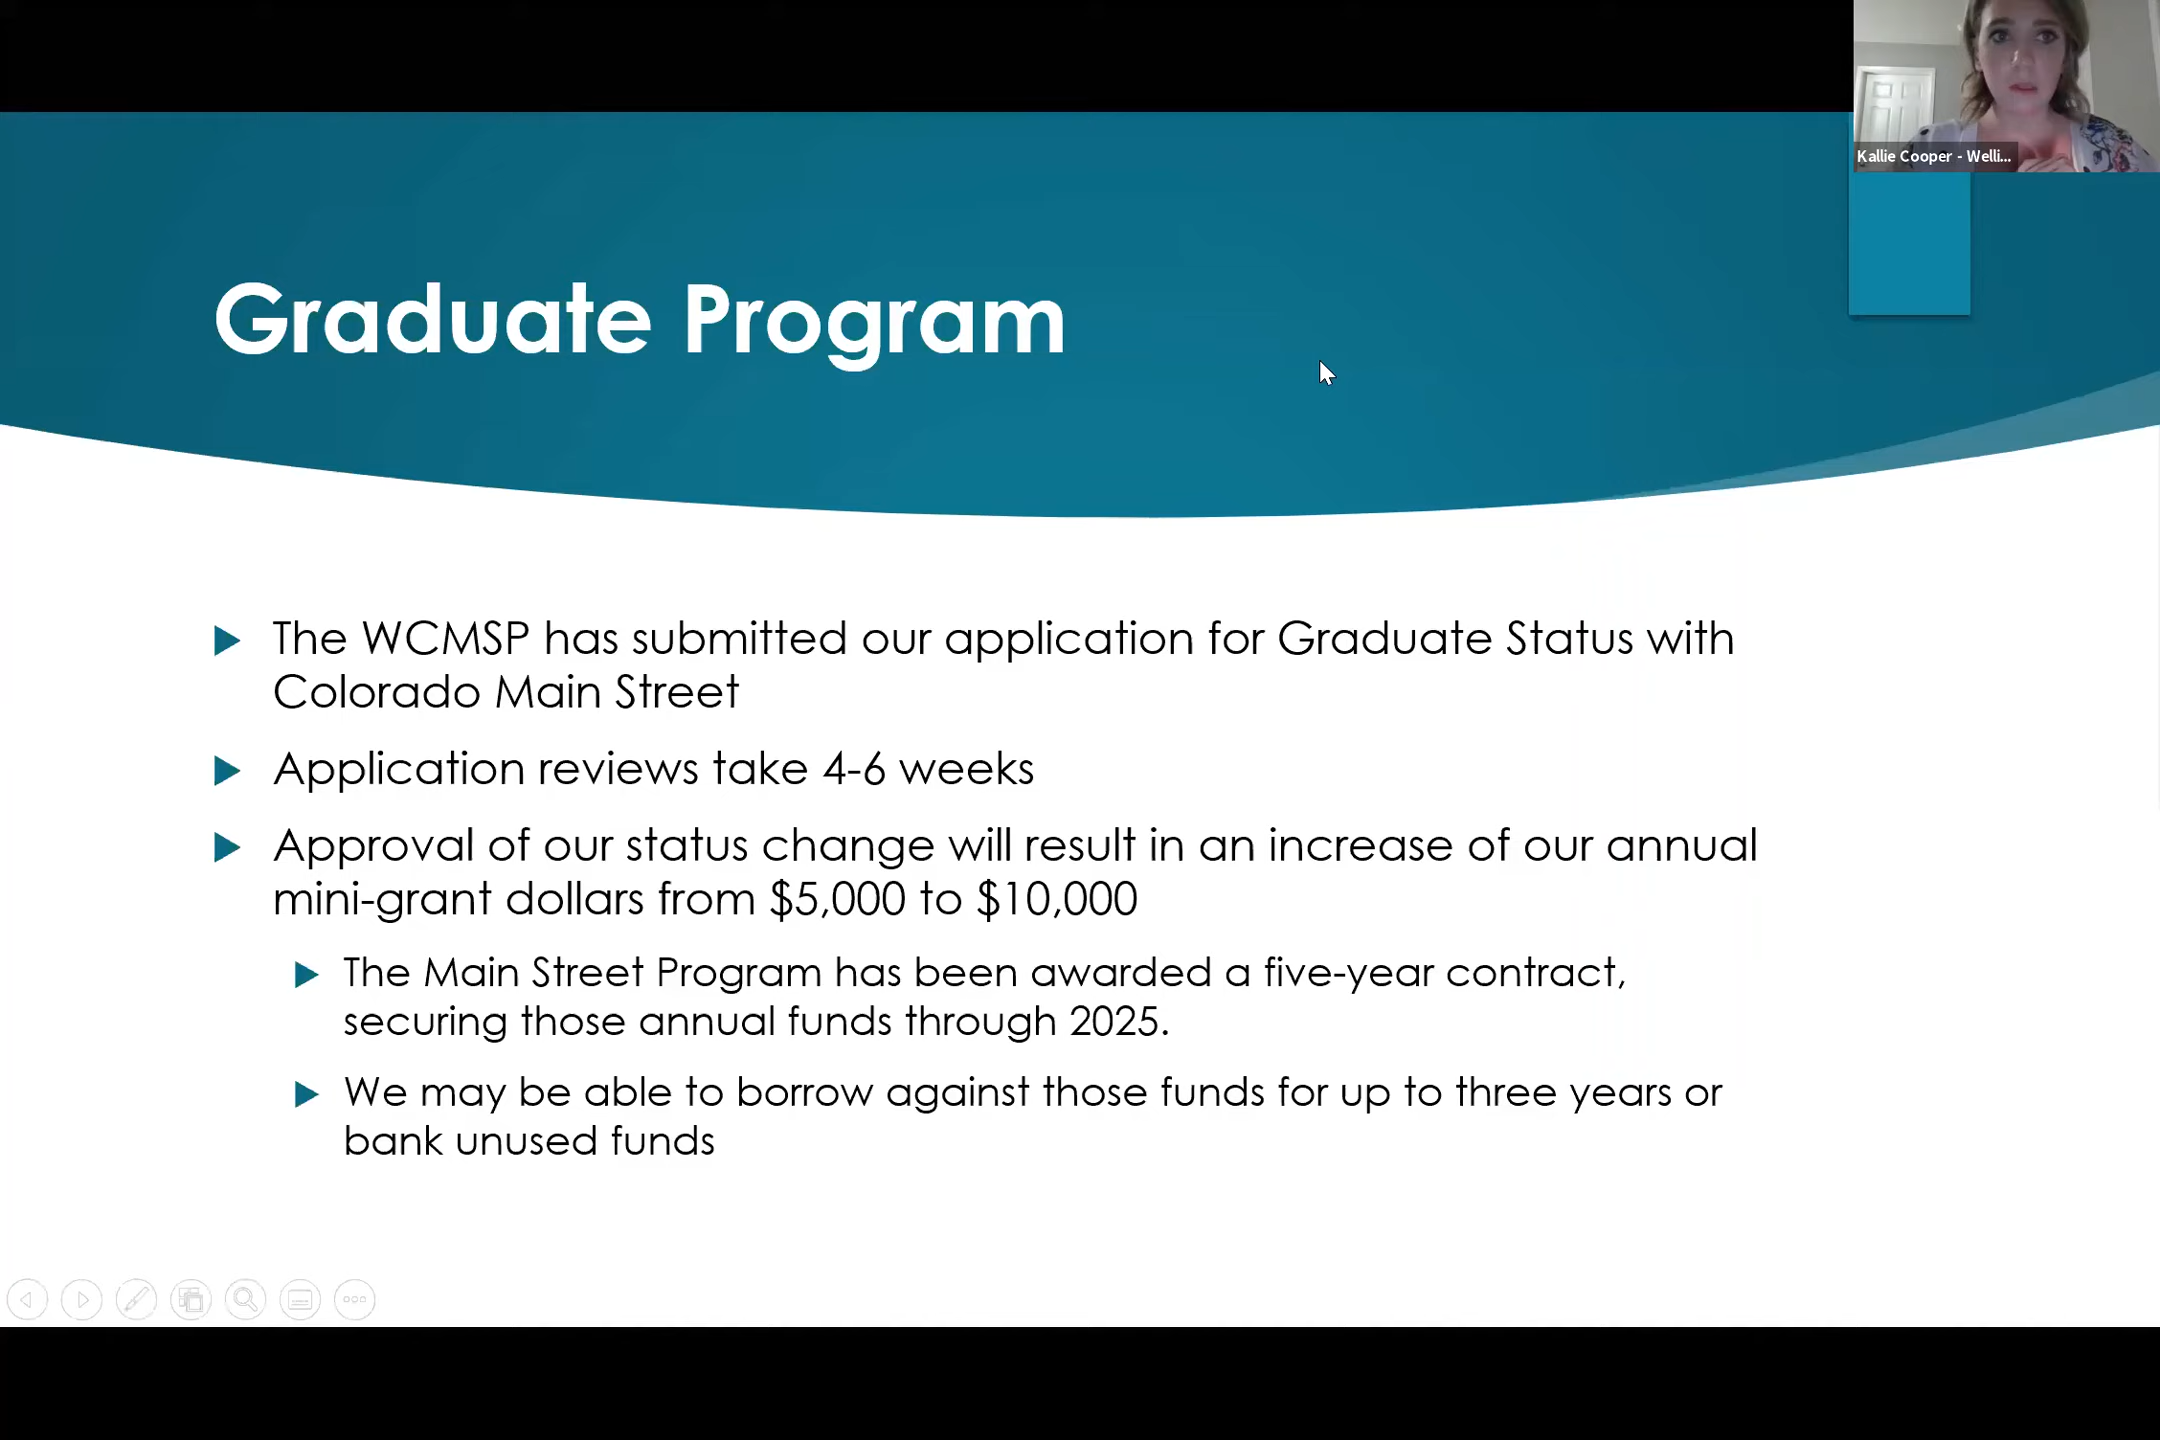 Kallie Cooper - Welli...
Graduate Program
The WCMSP has submitted our application for Graduate Status with
Colorado Main Street
Application reviews take 4-6 weeks
Approval of our status change will result in an increase of our annual
mini-grant dollars from $5,000 to $10,000
The Main Street Program has been awarded a five-year contract,
securing those annual funds through 2025.
We may be able to borrow against those funds for up to three years or
bank unused funds